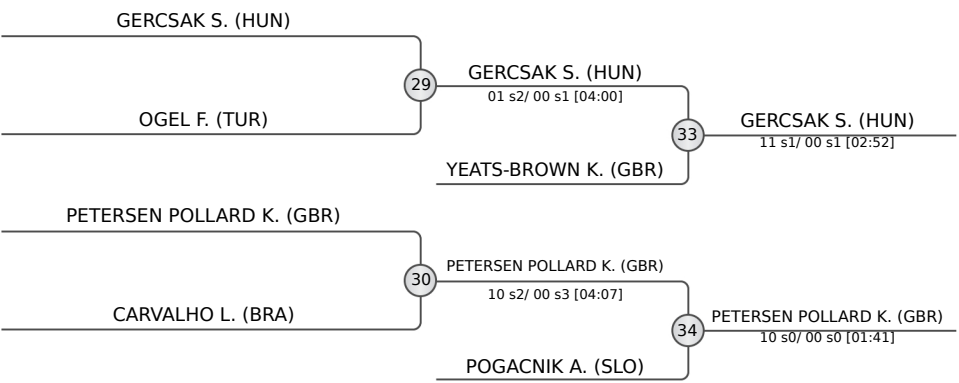 GERCSAK S. (HUN)
29
GERCSAK S. (HUN)
01 s2/ 00 s1 [04:00]
OGEL F. (TUR)
33
GERCSAK S. (HUN)
11 s1/ 00 s1 [02:52]
YEATS-BROWN K. (GBR)
PETERSEN POLLARD K. (GBR)
30
PETERSEN POLLARD K. (GBR)
10 s2/ 00 s3 [04:07]
CARVALHO L. (BRA)
34
PETERSEN POLLARD K. (GBR)
10 s0/ 00 s0 [01:41]
POGACNIK A. (SLO)